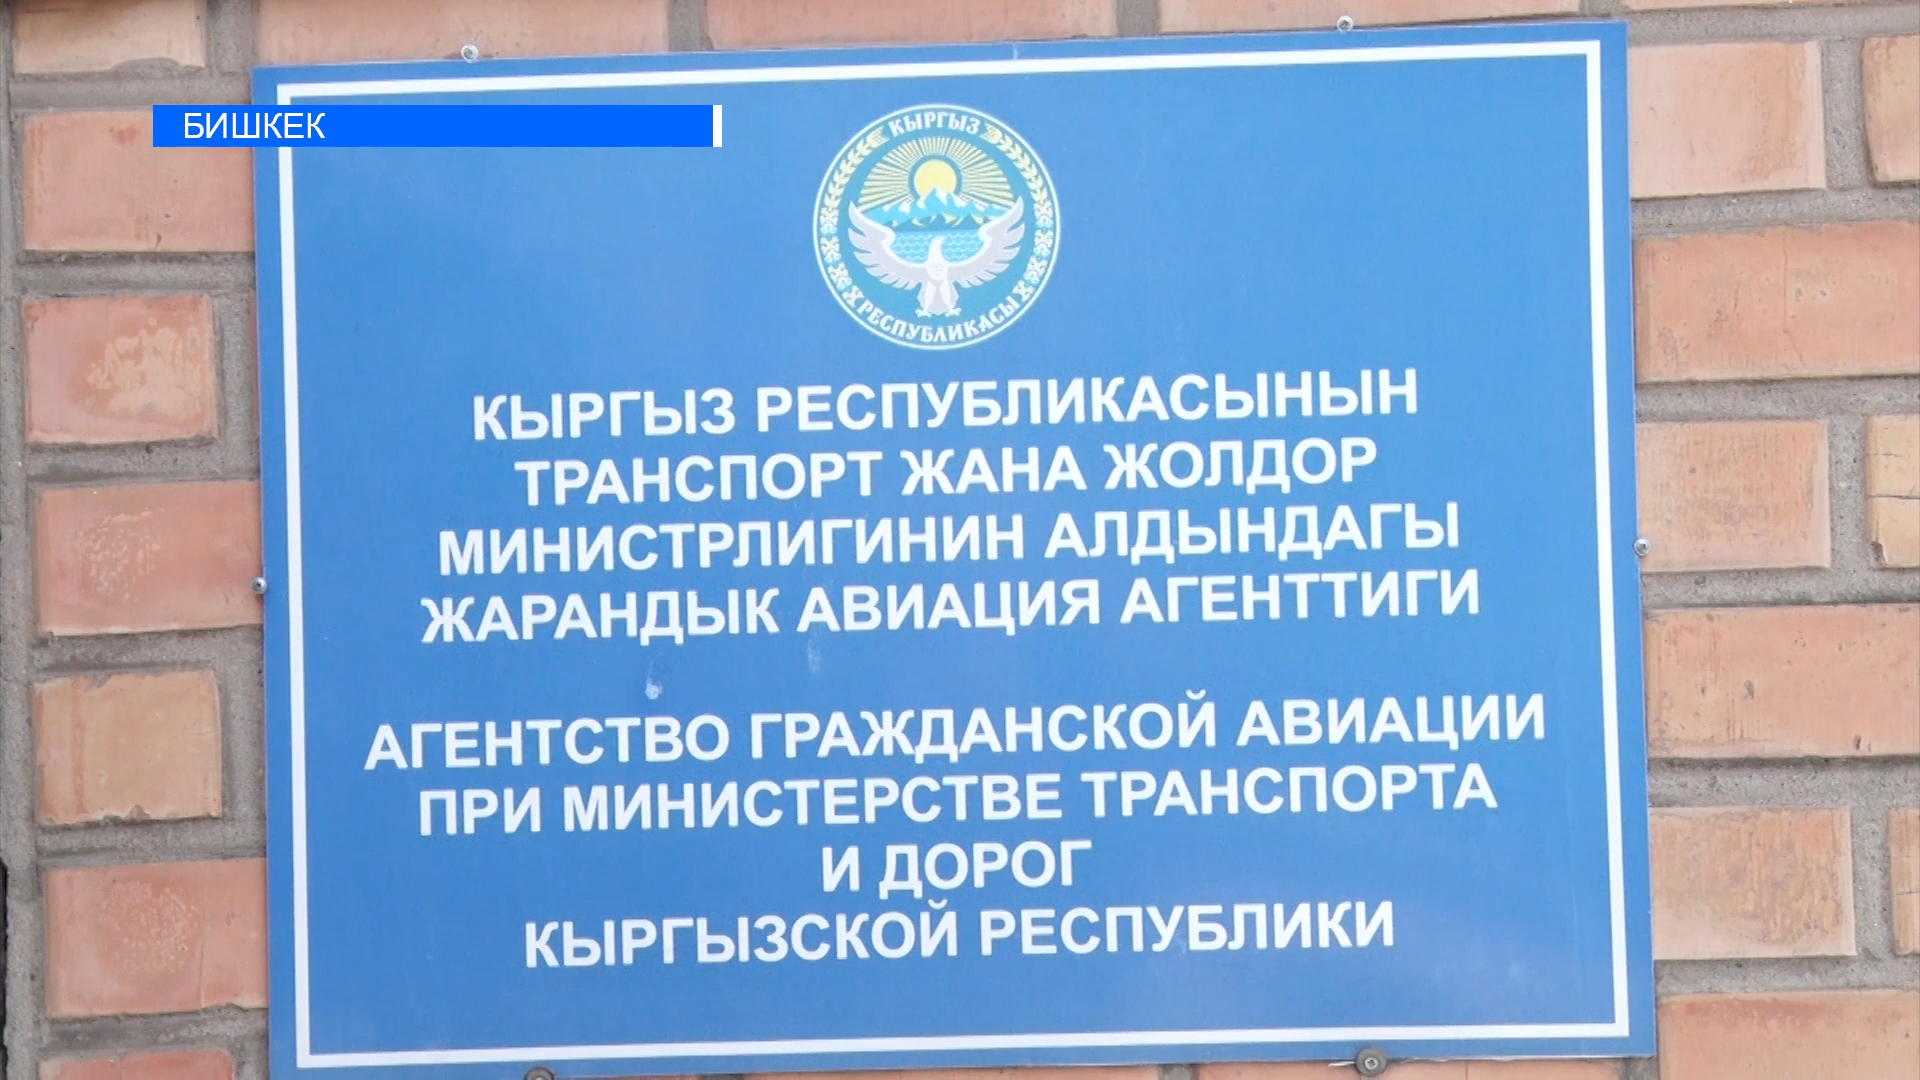 БИШКЕК
КЫРГЫЗ
РЕСПУБЛИКАСЫ
КЫРГЫЗ РЕСПУБЛИКАСЫНЫН
ТРАНСПОРТ ЖАНА ЖОЛДОР
МИНИСТРЛИГИНИН АЛДЫНДАГЫ
ЖАРАНДЫК АВИАЦИЯ АГЕНТТИГИ
АГЕНТСТВО ГРАЖДАНСКОЙ АВИАЦИИ
ПРИ МИНИСТЕРСТВЕ ТРАНСПОРТА
И ДОРОГ
КЫРГЫЗСКОЙ РЕСПУБЛИКИ